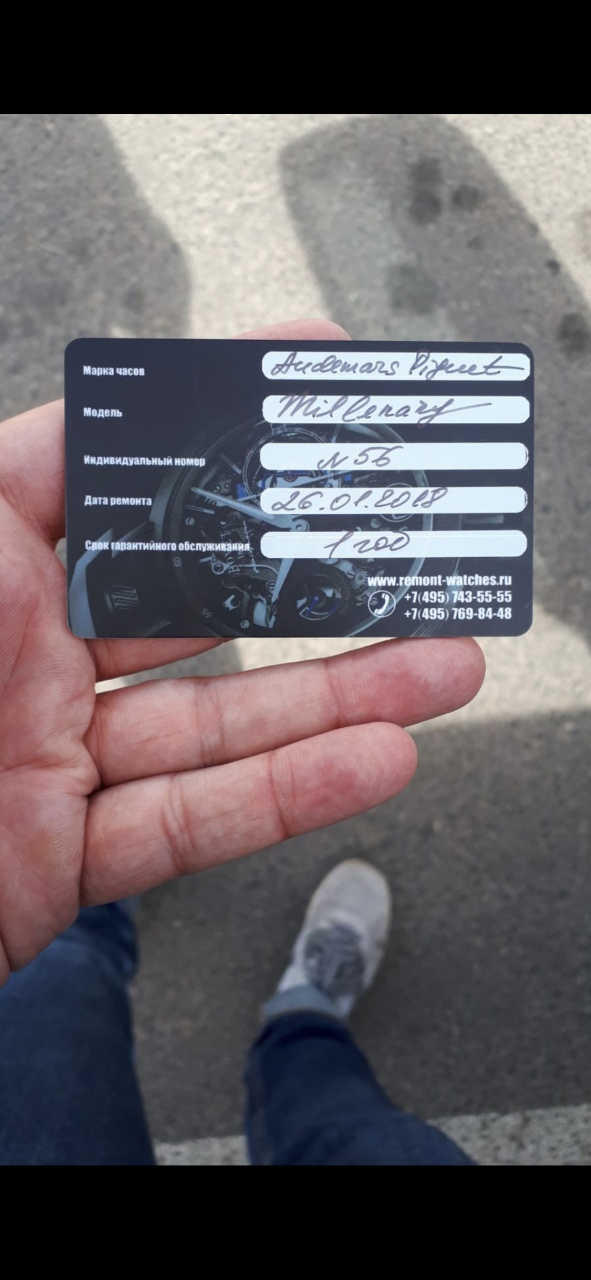 Марка часов Audemars Piguet
Модель Millenary
Индивидуальный номер N 56
Дата ремонта 26.01.2018
Срок гарантийного обслуживания 1 год
www.remont-watches.ru
+7(495) 743-55-55
+7(495) 769-84-48